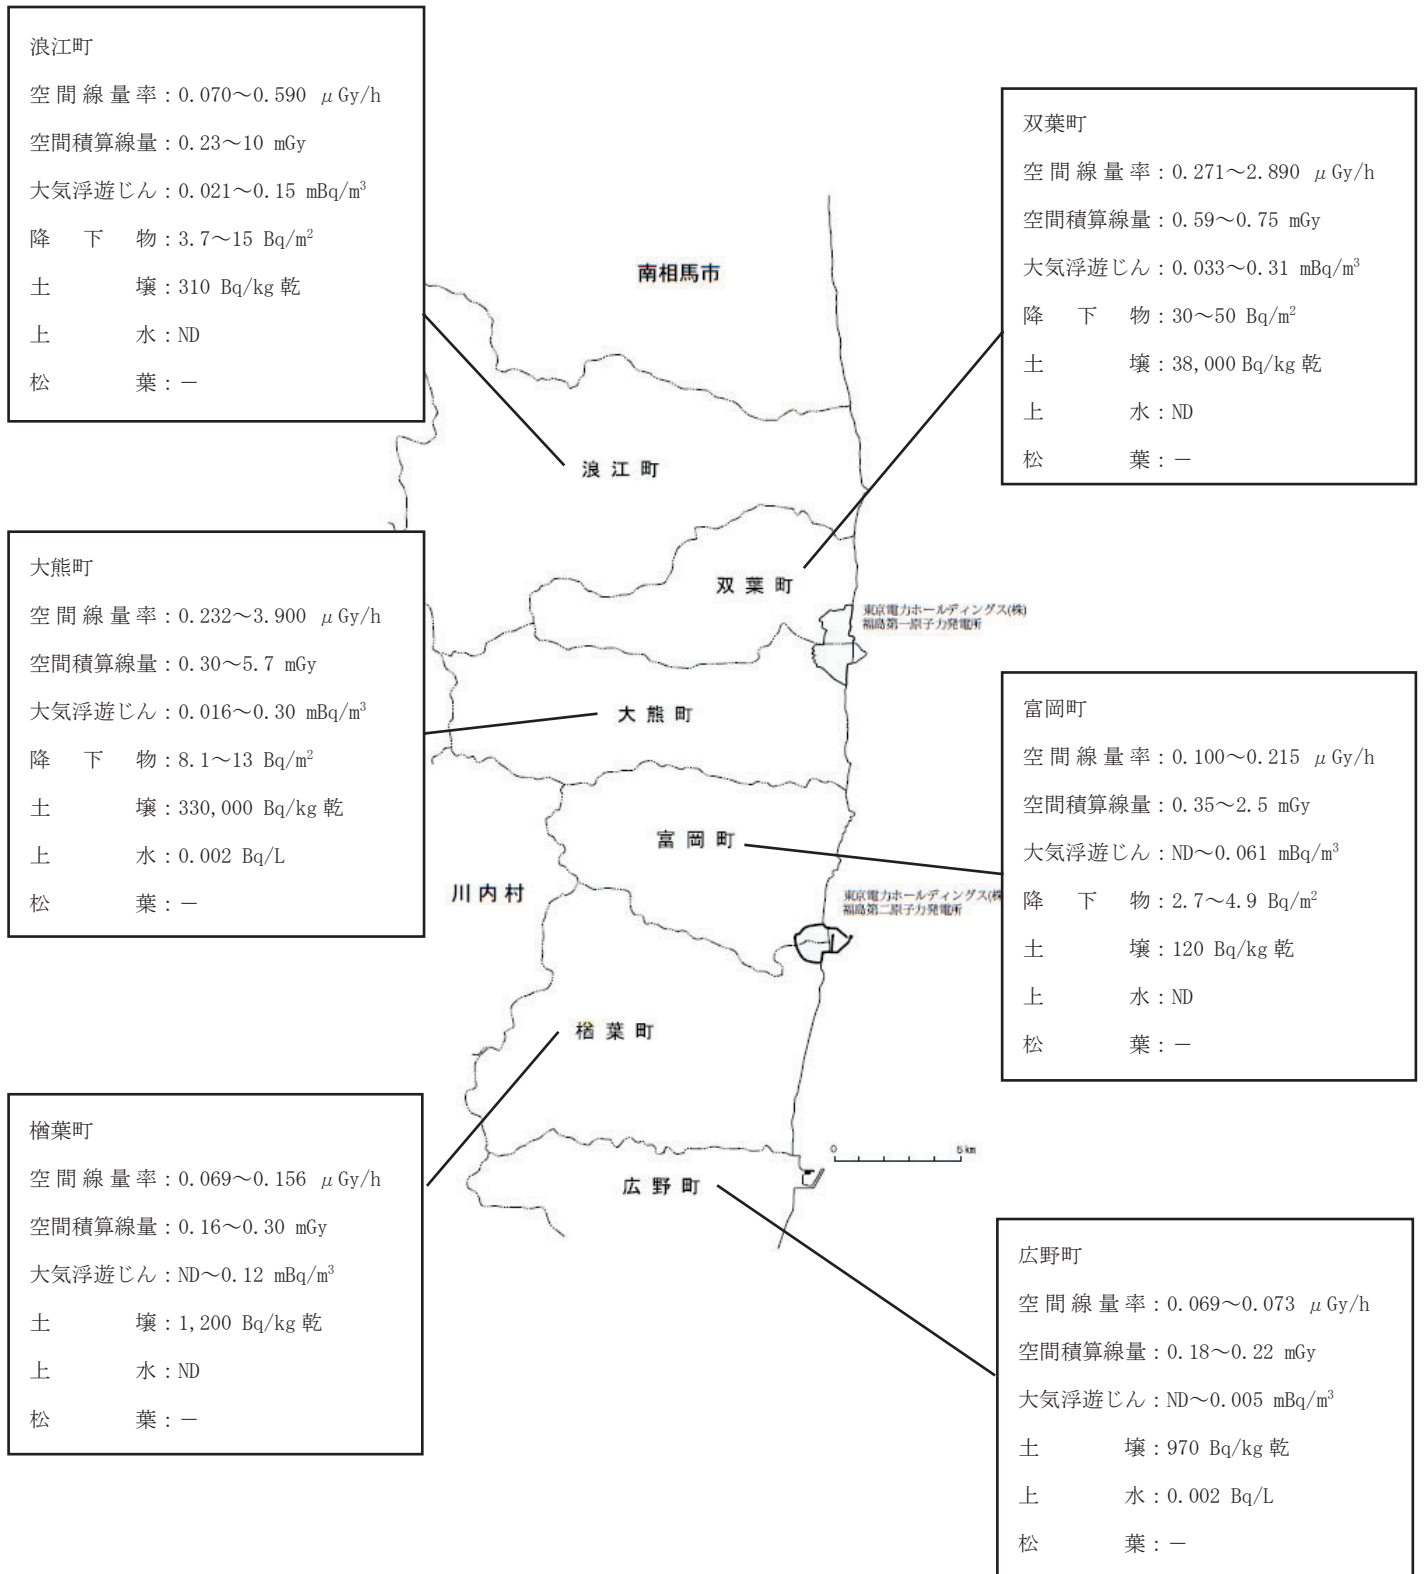 浪江町
空間線量率：0.070～0.590 μGy/h
空間積算線量：0.23～10 mGy
大気浮遊じん：0.021～0.15 mBq/m³
降下物：3.7～15 Bq/m²
土壌：310 Bq/kg 乾
上水：ND
松葉：－
双葉町
空間線量率：0.271～2.890 μGy/h
空間積算線量：0.59～0.75 mGy
大気浮遊じん：0.033～0.31 mBq/m³
降下物：30～50 Bq/m²
土壌：38,000 Bq/kg 乾
上水：ND
松葉：－
南相馬市
浪江町
双葉町
東京電力ホールディングス(株)
福島第一原子力発電所
大熊町
空間線量率：0.232～3.900 μGy/h
空間積算線量：0.30～5.7 mGy
大気浮遊じん：0.016～0.30 mBq/m³
降下物：8.1～13 Bq/m²
土壌：330,000 Bq/kg 乾
上水：0.002 Bq/L
松葉：－
大熊町
富岡町
川内村
東京電力ホールディングス(株
福島第二原子力発電所
富岡町
空間線量率：0.100～0.215 μGy/h
空間積算線量：0.35～2.5 mGy
大気浮遊じん：ND～0.061 mBq/m³
降下物：2.7～4.9 Bq/m²
土壌：120 Bq/kg 乾
上水：ND
松葉：－
楢葉町
楢葉町
空間線量率：0.069～0.156 μGy/h
空間積算線量：0.16～0.30 mGy
大気浮遊じん：ND～0.12 mBq/m³
土壌：1,200 Bq/kg 乾
上水：ND
松葉：－
0 5km
広野町
広野町
空間線量率：0.069～0.073 μGy/h
空間積算線量：0.18～0.22 mGy
大気浮遊じん：ND～0.005 mBq/m³
土壌：970 Bq/kg 乾
上水：0.002 Bq/L
松葉：－